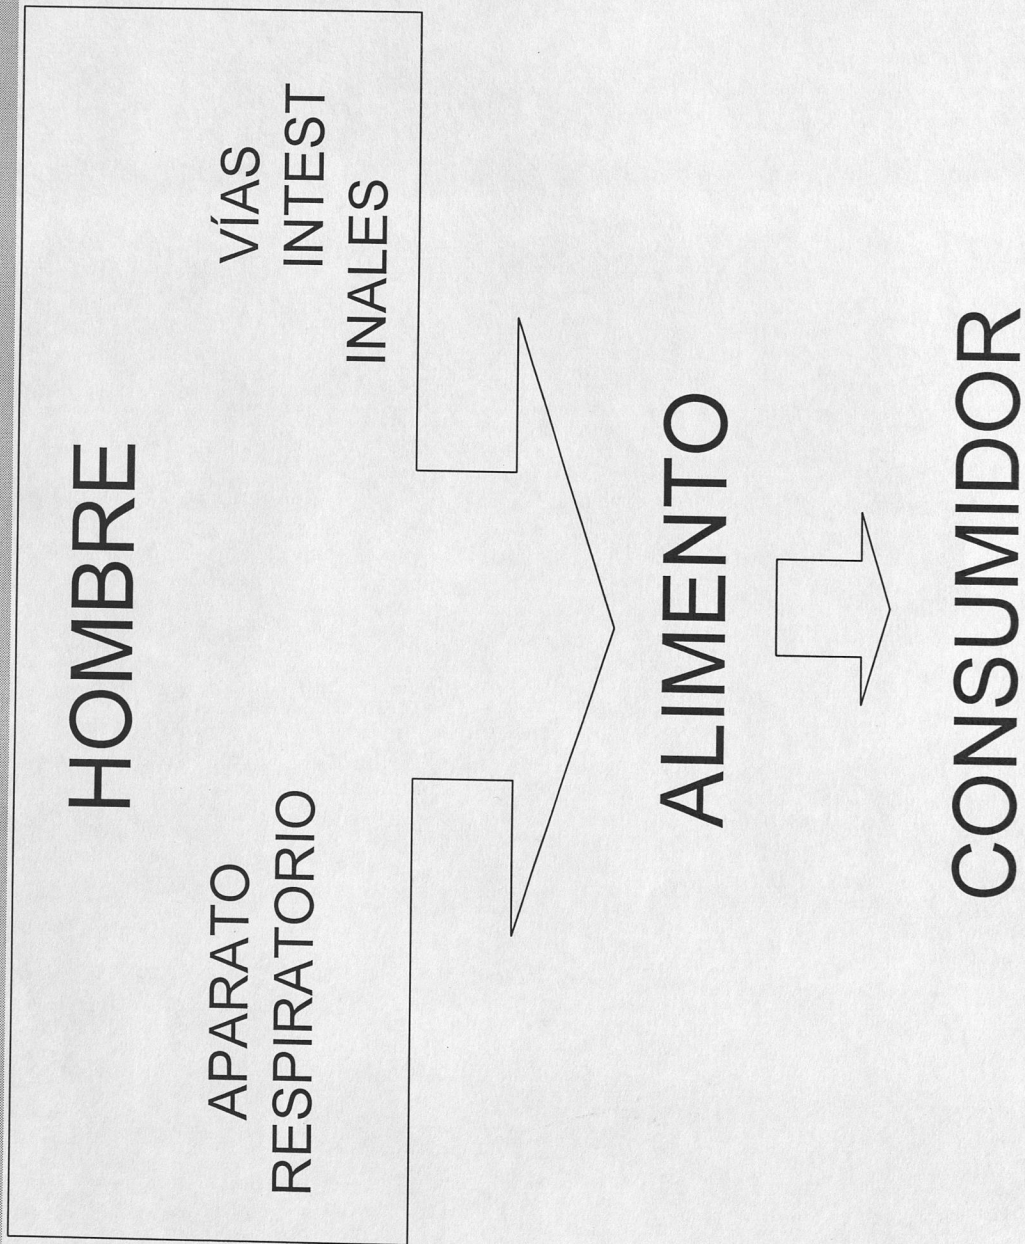 HOMBRE
APARATO
RESPIRATORIO
VÍAS
INTEST
INALES
ALIMENTO
CONSUMIDOR